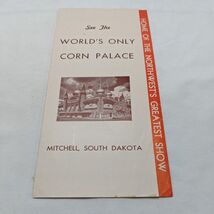 See The
WORLD'S ONLY
CORN PALACE
MITCHELL, SOUTH DAKOTA
HOME OF THE NORTHWEST'S GREATEST SHOW